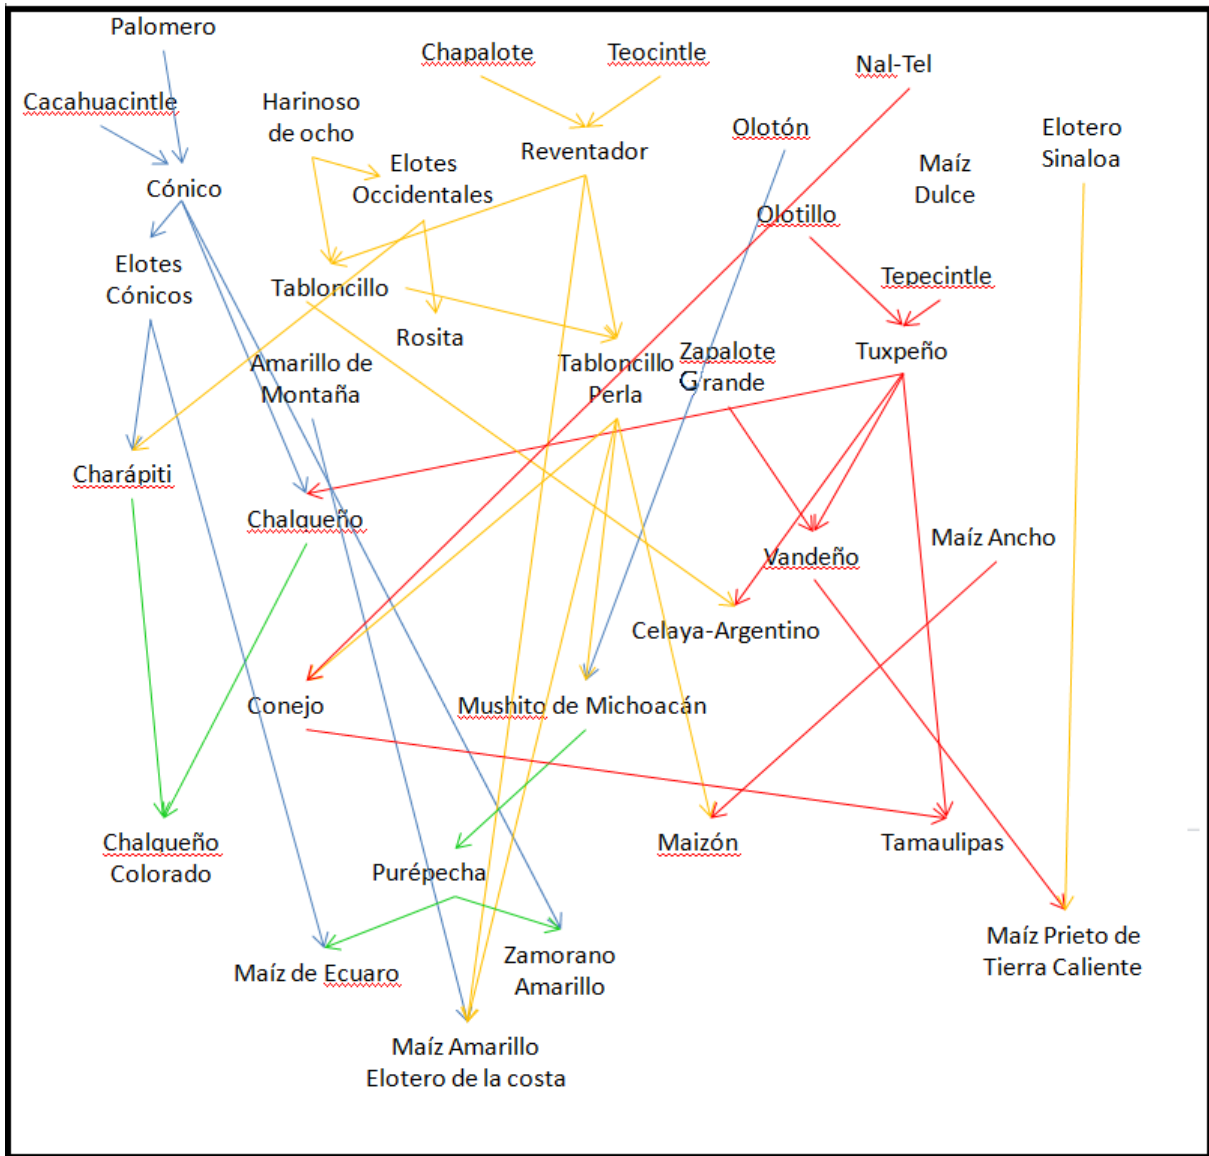 Palomero
Chapalote
Teocintle
Nal-Tel
Cacahuacintle
Harinoso
de ocho
Olotón
Elotero
Sinaloa
Reventador
Elotes
Occidentales
Maíz
Dulce
Cónico
Olotillo
Elotes
Cónicos
Tabloncillo
Tepecintle
Rosita
Amarillo de
Montaña
Tabloncillo
Perla
Zapalote
Grande
Tuxpeño
Charápiti
Chalqueño
Vandeño
Maíz Ancho
Celaya-Argentino
Conejo
Mushito de Michoacán
Chalqueño
Colorado
Purépecha
Maizón
Tamaulipas
Maíz de Ecuaro
Zamorano
Amarillo
Maíz Prieto de
Tierra Caliente
Maíz Amarillo
Elotero de la costa